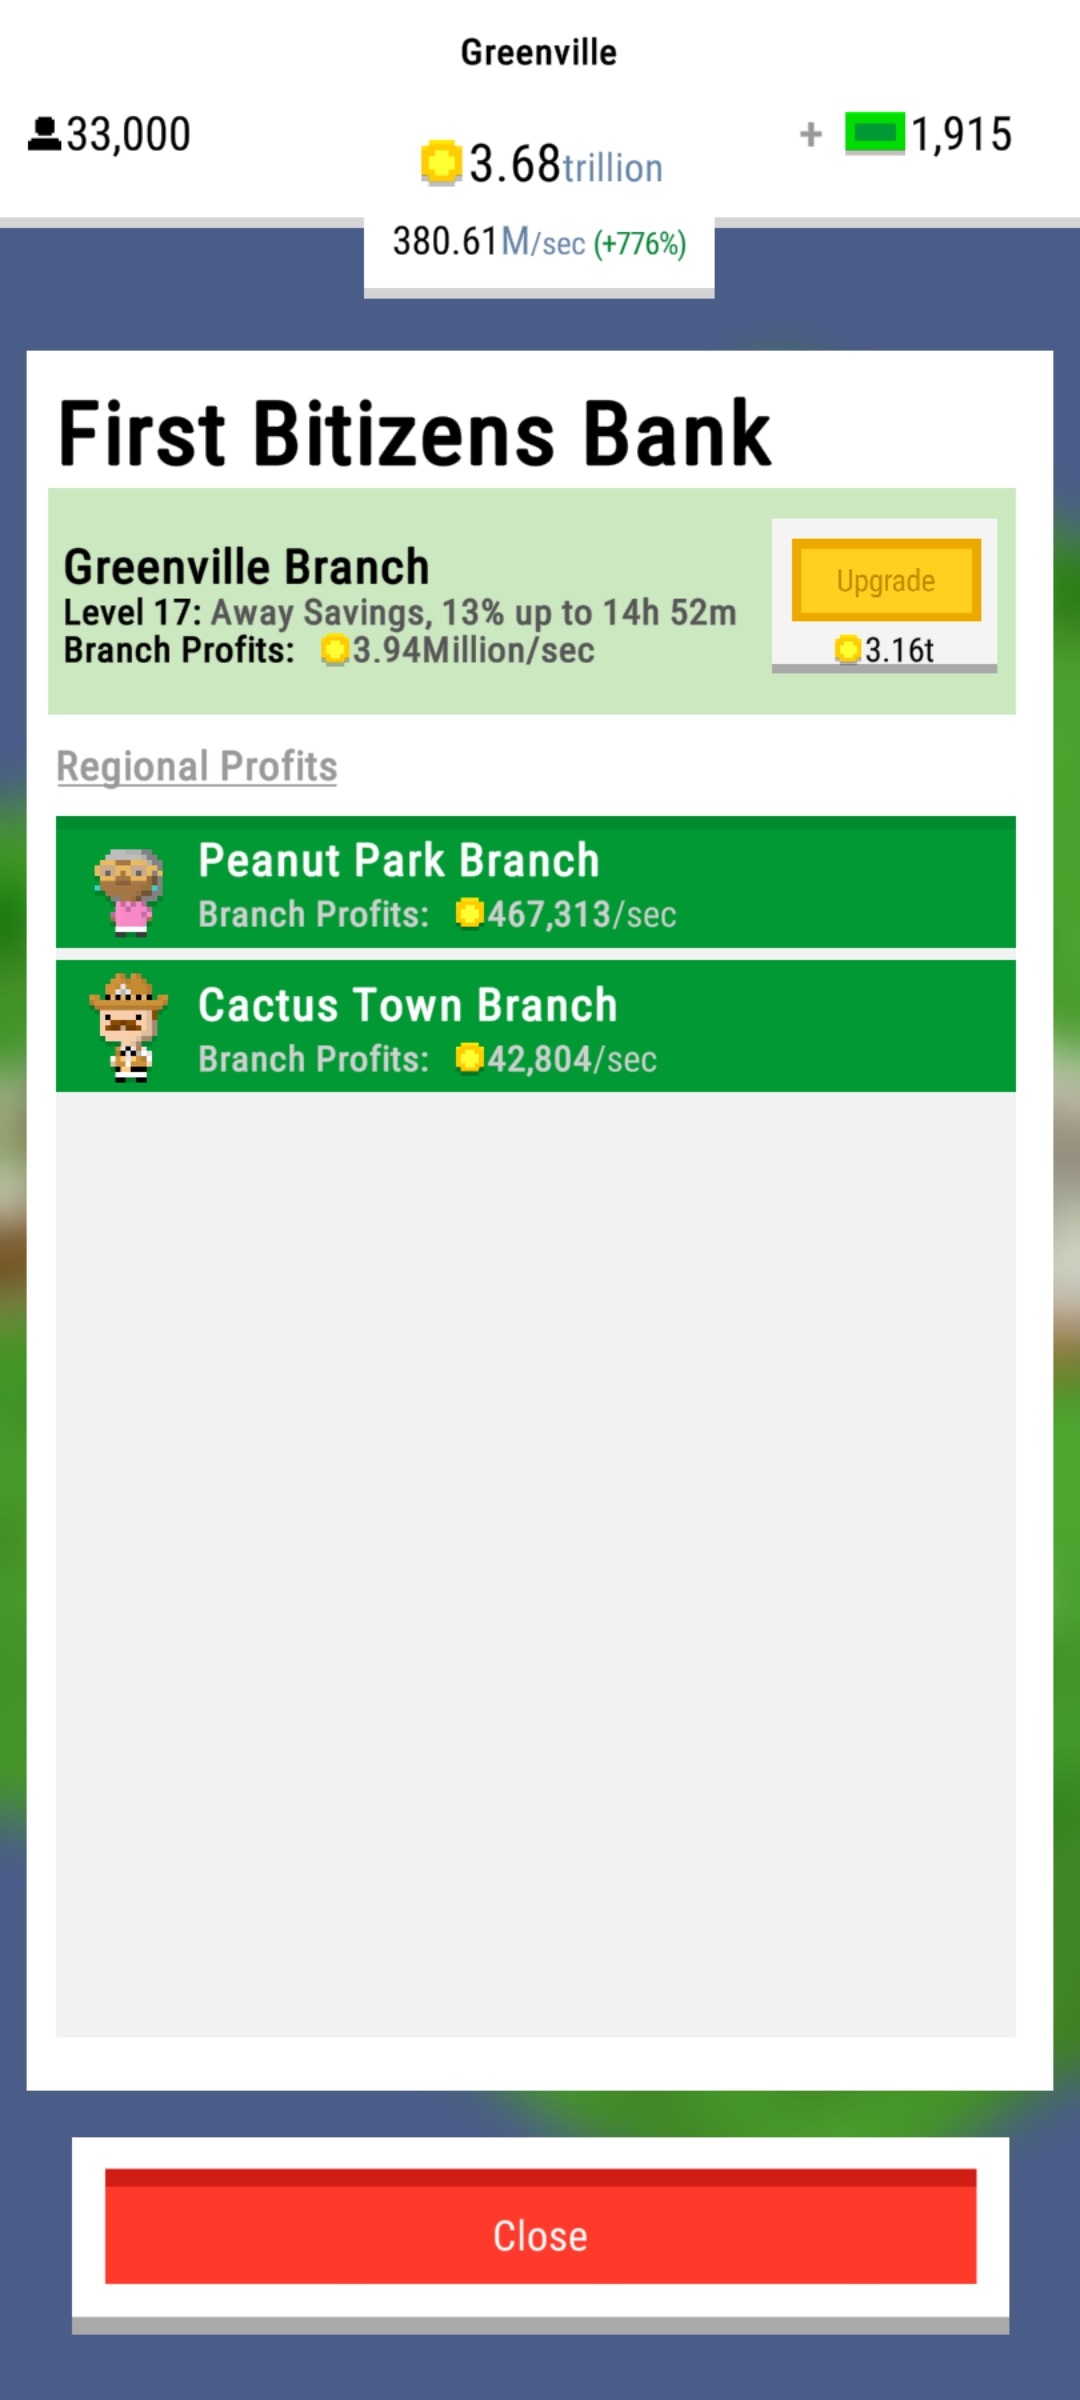 Greenville
33,000
3.68trillion
+ 1,915
380.61M/sec (+776%)
First Bitizens Bank
Greenville Branch
Level 17: Away Savings, 13% up to 14h 52m
Branch Profits: 3.94Million/sec
Upgrade
3.16t
Regional Profits
Peanut Park Branch
Branch Profits: 467,313/sec
Cactus Town Branch
Branch Profits: 42,804/sec
Close